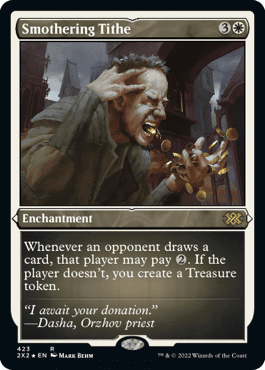 Smothering Tithe 3
Enchantment
Whenever an opponent draws a
card, that player may pay 2. If the
player doesn't, you create a Treasure
token.
"I await your donation."
—Dasha, Orzhov priest
423 R
2X2 ★ EN MARK BEHM
™ & © 2022 Wizards of the Coast